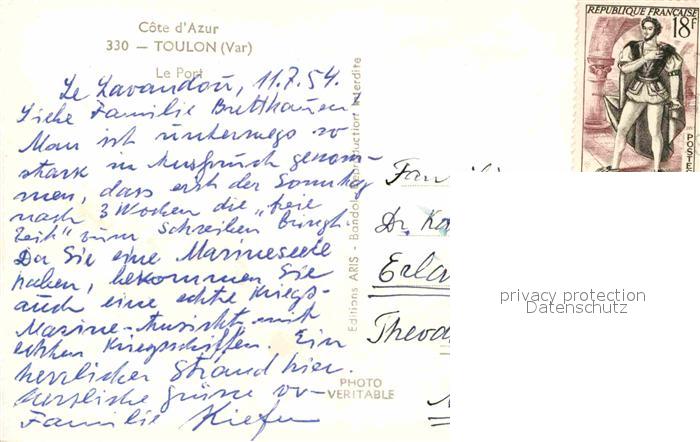 Côte d'Azur
330 — TOULON (Var)
Le Port
Le Lavandou, 11.7.54.
Liebe Familie Bretthauer
Man ist unterwegs so
stark in Anspruch genom-
men, dass erst der Sonntag
nach 3 Wochen die „freie
Zeit" zum Schreiben bringt.
Da Sie eine Marineseele
haben, bekommen Sie
auch eine echte Kriegs-
Marine-Ansicht mit
echten Kriegsschiffen. Ein
herrlicher Strand hier.
Herzliche Grüsse v.
Familie Kiefer
Editions ARIS - Bandol Reproduction Interdite
PHOTO
VERITABLE
REPUBLIQUE FRANÇAISE
18F
POSTES
Fam
Dr. Ka
Erla
Theod
privacy protection
Datenschutz